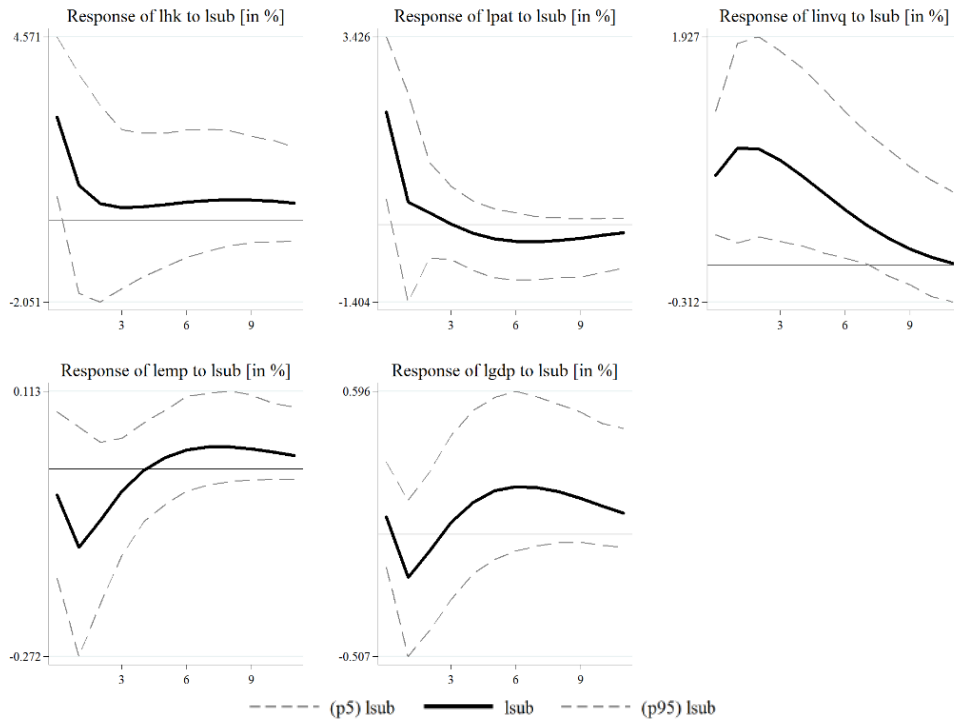 Response of lhk to lsub [in %]
4.571
-2.051
3 6 9
Response of lpat to lsub [in %]
3.426
-1.404
3 6 9
Response of linvq to lsub [in %]
1.927
-0.312
3 6 9
Response of lemp to lsub [in %]
0.113
-0.272
3 6 9
Response of lgdp to lsub [in %]
0.596
-0.507
3 6 9
(p5) lsub lsub (p95) lsub